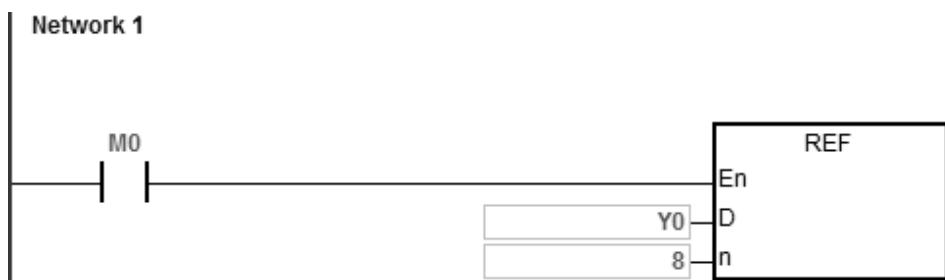 Network 1
M0
REF
En
Y0 D
8 n